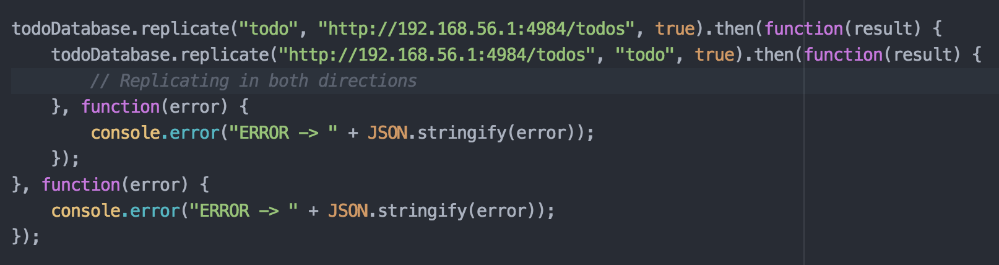 todoDatabase.replicate("todo", "http://192.168.56.1:4984/todos", true).then(function(result) {
    todoDatabase.replicate("http://192.168.56.1:4984/todos", "todo", true).then(function(result) {
        // Replicating in both directions
    }, function(error) {
        console.error("ERROR -> " + JSON.stringify(error));
    });
}, function(error) {
    console.error("ERROR -> " + JSON.stringify(error));
});